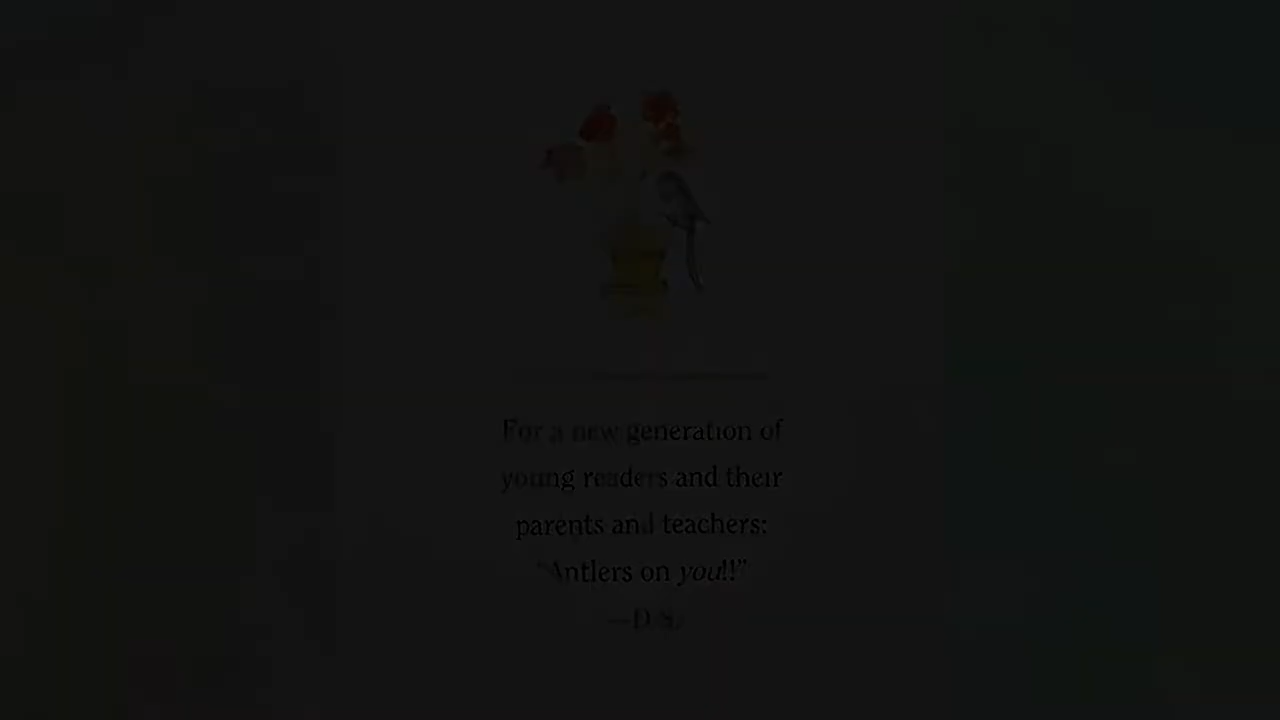 For a new generation of
young readers and their
parents and teachers:
"Antlers on you!!"
—D.S.